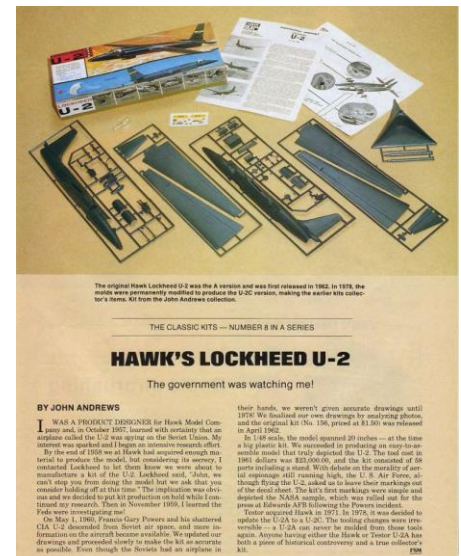 U-2
U-2
LOCKHEED
U-2
U-2
The original Hawk Lockheed U-2 was the A version and was first released in 1962. In 1978, the
molds were permanently modified to produce the U-2C version, making the earlier kits collec-
tor's items. Kit from the John Andrews collection.
THE CLASSIC KITS — NUMBER 8 IN A SERIES
HAWK'S LOCKHEED U-2
The government was watching me!
BY JOHN ANDREWS
I WAS A PRODUCT DESIGNER for Hawk Model Com-
pany and, in October 1957, learned with certainty that an
airplane called the U-2 was spying on the Soviet Union. My
interest was sparked and I began an intensive research effort.
By the end of 1958 we at Hawk had acquired enough ma-
terial to produce the model, but considering its secrecy, I
contacted Lockheed to let them know we were about to
manufacture a kit of the U-2. Lockheed said, "John, we
can't stop you from doing the model but we ask that you
consider holding off at this time." The implication was obvi-
ous and we decided to put kit production on hold while I con-
tinued my research. Then in November 1959, I learned the
Feds were investigating me!
On May 1, 1960, Francis Gary Powers and his shattered
CIA U-2 descended from Soviet air space, and more in-
formation on the aircraft became available. We updated our
drawings and proceeded slowly to make the kit as accurate
as possible. Even though the Soviets had an airplane in
their hands, we weren't given accurate drawings until
1978! We finalized our own drawings by analyzing photos,
and the original kit (No. 156, priced at $1.50) was released
in April 1962.
In 1/48 scale, the model spanned 20 inches — at the time
a big plastic kit. We succeeded in producing an easy-to-as-
semble model that truly depicted the U-2. The tool cost in
1961 dollars was $23,000.00, and the kit consisted of 58
parts including a stand. With debate on the morality of aer-
ial espionage still running high, the U. S. Air Force, al-
though flying the U-2, asked us to leave their markings out
of the decal sheet. The kit's first markings were simple and
depicted the NASA sample, which was rolled out for the
press at Edwards AFB following the Powers incident.
Testor acquired Hawk in 1971. In 1978, it was decided to
update the U-2A to a U-2C. The tooling changes were irre-
versible — a U-2A can never be molded from those tools
again. Anyone having either the Hawk or Testor U-2A has
both a piece of historical controversy and a true collector's
kit. FSM